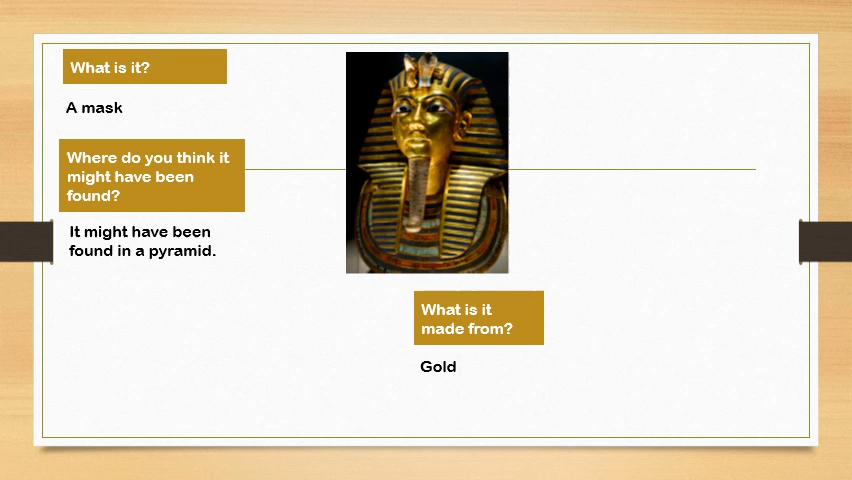 What is it?
A mask
Where do you think it
might have been
found?
It might have been
found in a pyramid.
What is it
made from?
Gold